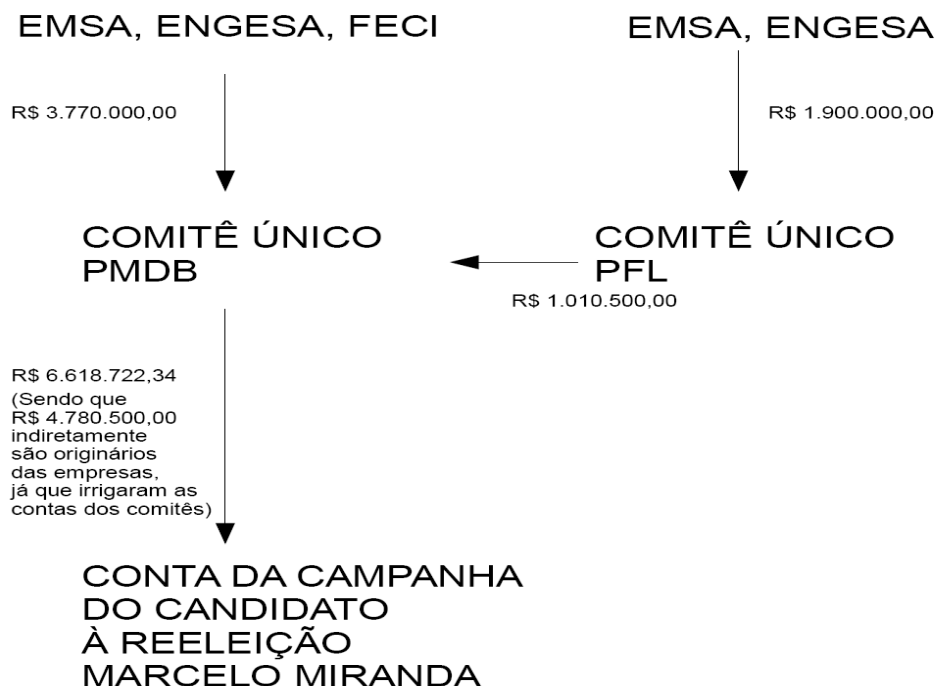 EMSA, ENGESA, FECI
EMSA, ENGESA
R$ 3.770.000,00
R$ 1.900.000,00
COMITÊ ÚNICO
PMDB
COMITÊ ÚNICO
PFL
R$ 1.010.500,00
R$ 6.618.722,34
(Sendo que
R$ 4.780.500,00
indiretamente
são originários
das empresas,
já que irrigaram as
contas dos comitês)
CONTA DA CAMPANHA
DO CANDIDATO
À REELEIÇÃO
MARCELO MIRANDA